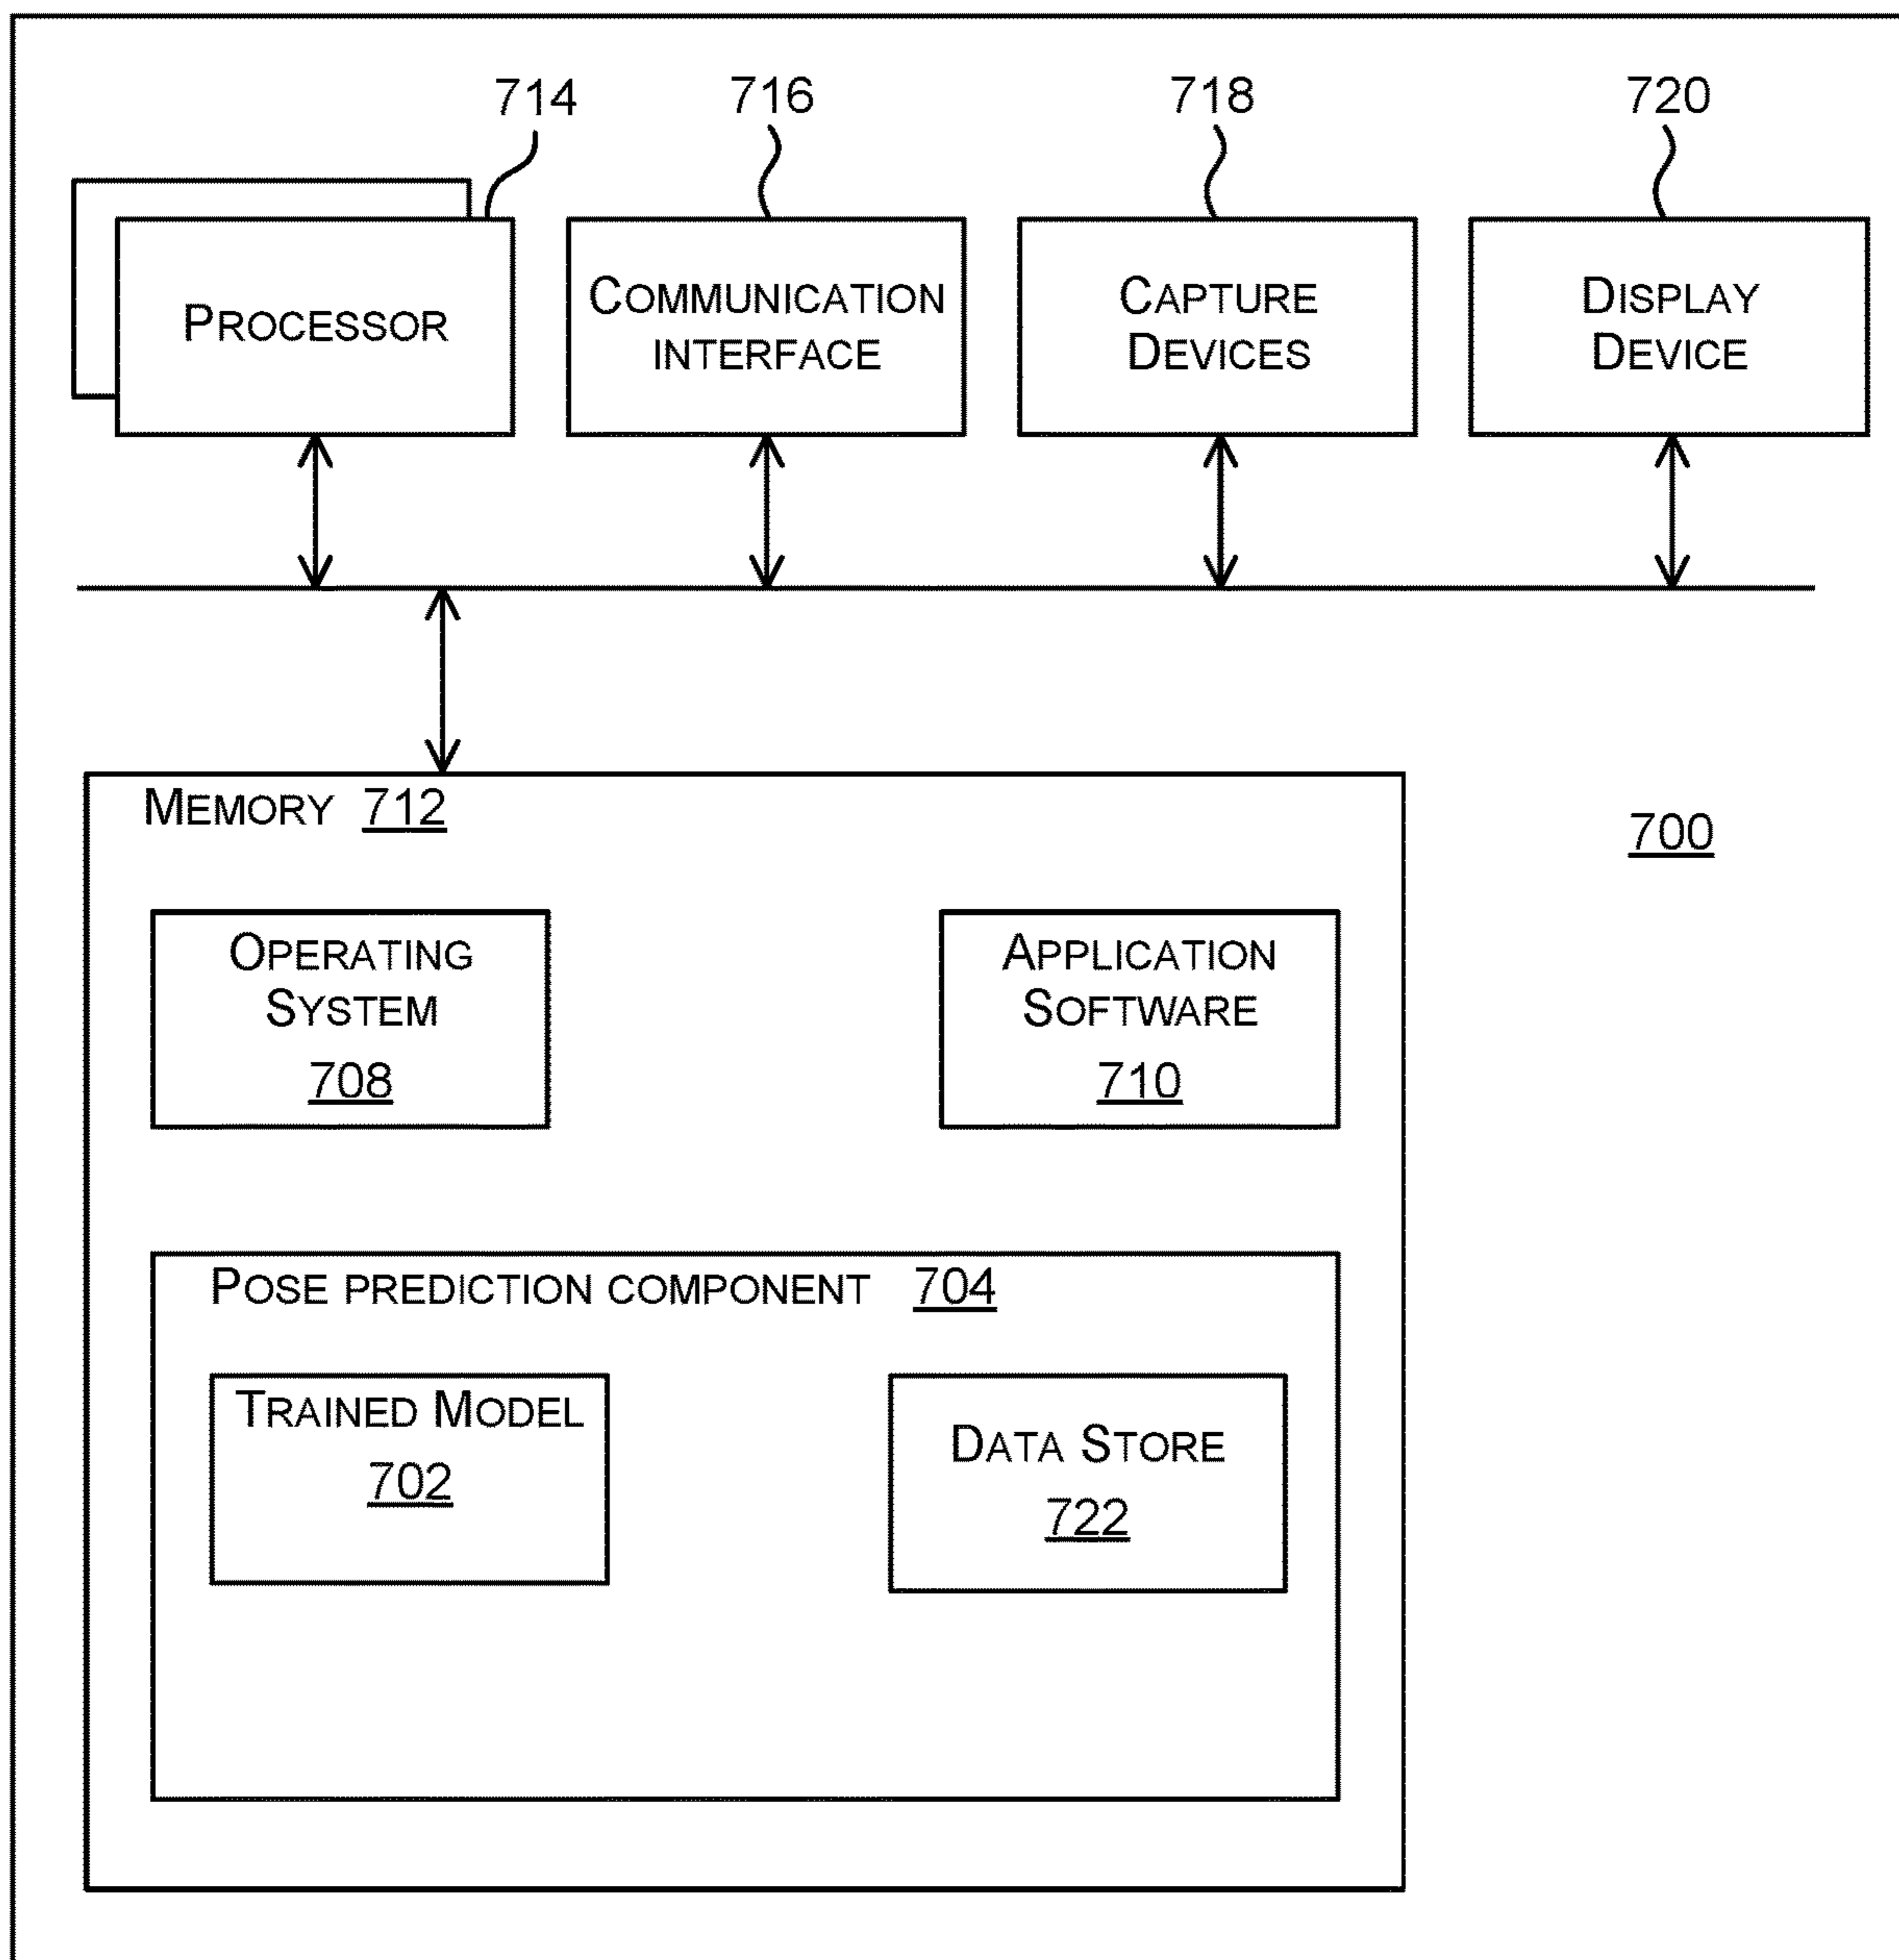 714
716
718
720
PROCESSOR
COMMUNICATION
INTERFACE
CAPTURE
DEVICES
DISPLAY
DEVICE
MEMORY 712
700
OPERATING
SYSTEM
708
APPLICATION
SOFTWARE
710
POSE PREDICTION COMPONENT 704
TRAINED MODEL
702
DATA STORE
722